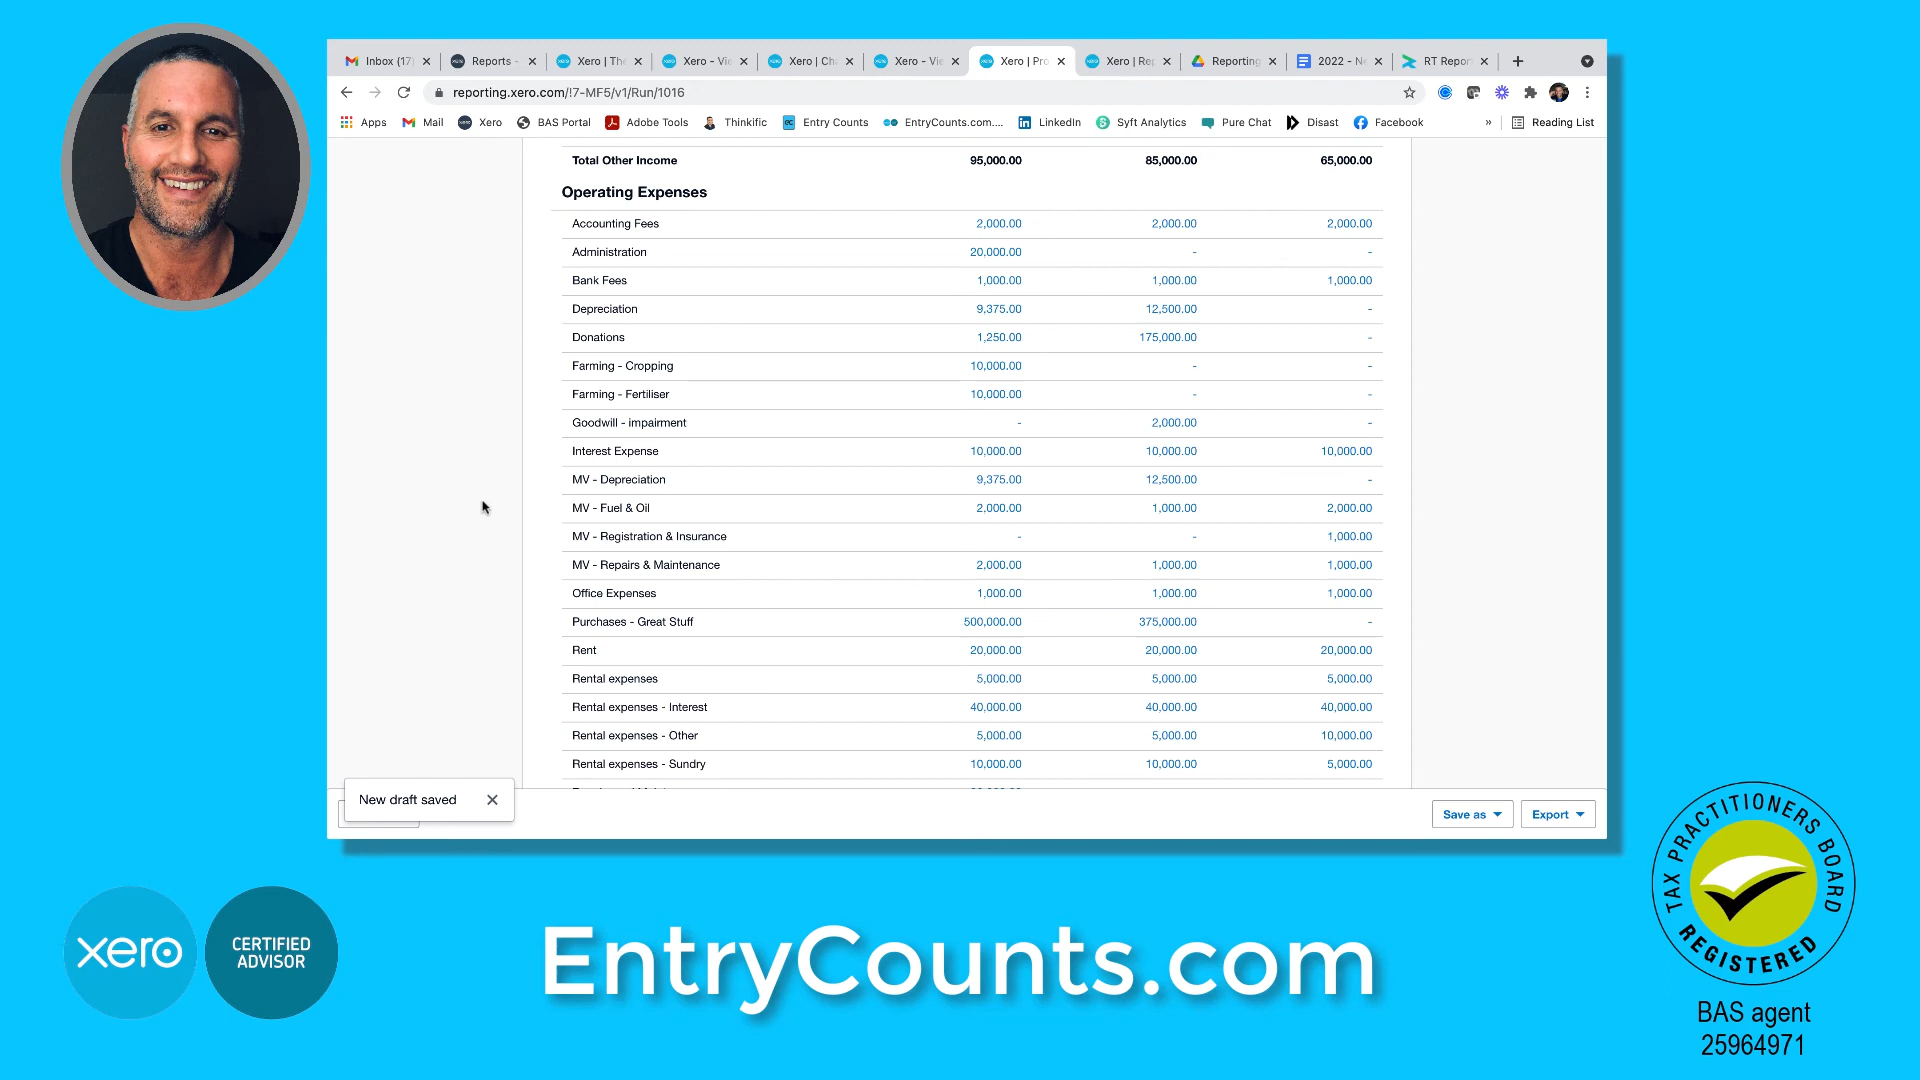 Inbox (17)
Reports -
Xero | The
Xero - Vie
Xero | Cha
Xero - Vie
Xero | Pro
Xero | Rep
Reporting
2022 - Ne
RT Repor
reporting.xero.com/!7-MF5/v1/Run/1016
Apps
Mail
Xero
BAS Portal
Adobe Tools
Thinkific
Entry Counts
EntryCounts.com....
LinkedIn
Syft Analytics
Pure Chat
Disast
Facebook
»
Reading List
Total Other Income 95,000.00 85,000.00 65,000.00
Operating Expenses
Accounting Fees 2,000.00 2,000.00 2,000.00
Administration 20,000.00 - -
Bank Fees 1,000.00 1,000.00 1,000.00
Depreciation 9,375.00 12,500.00 -
Donations 1,250.00 175,000.00 -
Farming - Cropping 10,000.00 - -
Farming - Fertiliser 10,000.00 - -
Goodwill - impairment - 2,000.00 -
Interest Expense 10,000.00 10,000.00 10,000.00
MV - Depreciation 9,375.00 12,500.00 -
MV - Fuel & Oil 2,000.00 1,000.00 2,000.00
MV - Registration & Insurance - - 1,000.00
MV - Repairs & Maintenance 2,000.00 1,000.00 1,000.00
Office Expenses 1,000.00 1,000.00 1,000.00
Purchases - Great Stuff 500,000.00 375,000.00 -
Rent 20,000.00 20,000.00 20,000.00
Rental expenses 5,000.00 5,000.00 5,000.00
Rental expenses - Interest 40,000.00 40,000.00 40,000.00
Rental expenses - Other 5,000.00 5,000.00 10,000.00
Rental expenses - Sundry 10,000.00 10,000.00 5,000.00
New draft saved
Save as
Export
xero
CERTIFIED
ADVISOR
EntryCounts.com
TAX PRACTITIONERS BOARD
REGISTERED
BAS agent
25964971